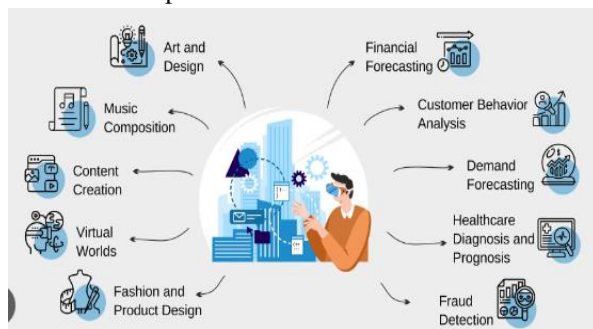 Art and
Design
Music
Composition
Content
Creation
Virtual
Worlds
Fashion and
Product Design
Financial
Forecasting
Customer Behavior
Analysis
Demand
Forecasting
Healthcare
Diagnosis and
Prognosis
Fraud
Detection